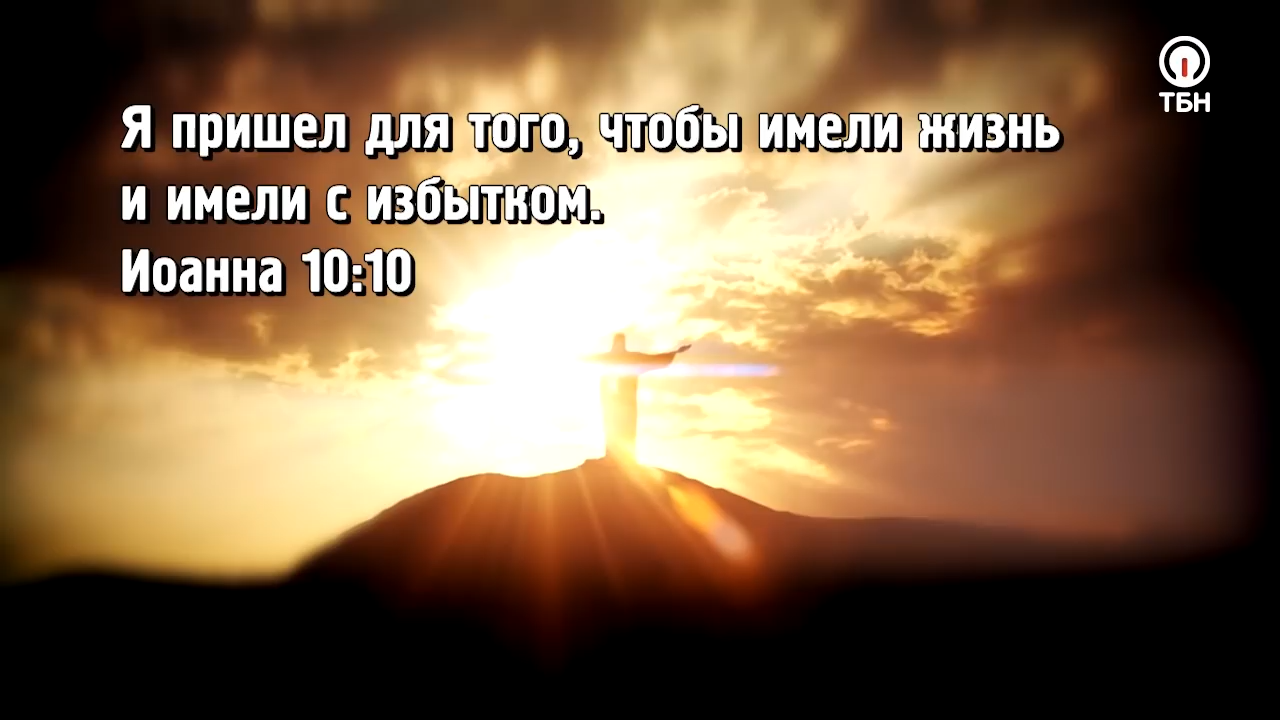 Я пришел для того, чтобы имели жизнь
и имели с избытком.
Иоанна 10:10
ТБН